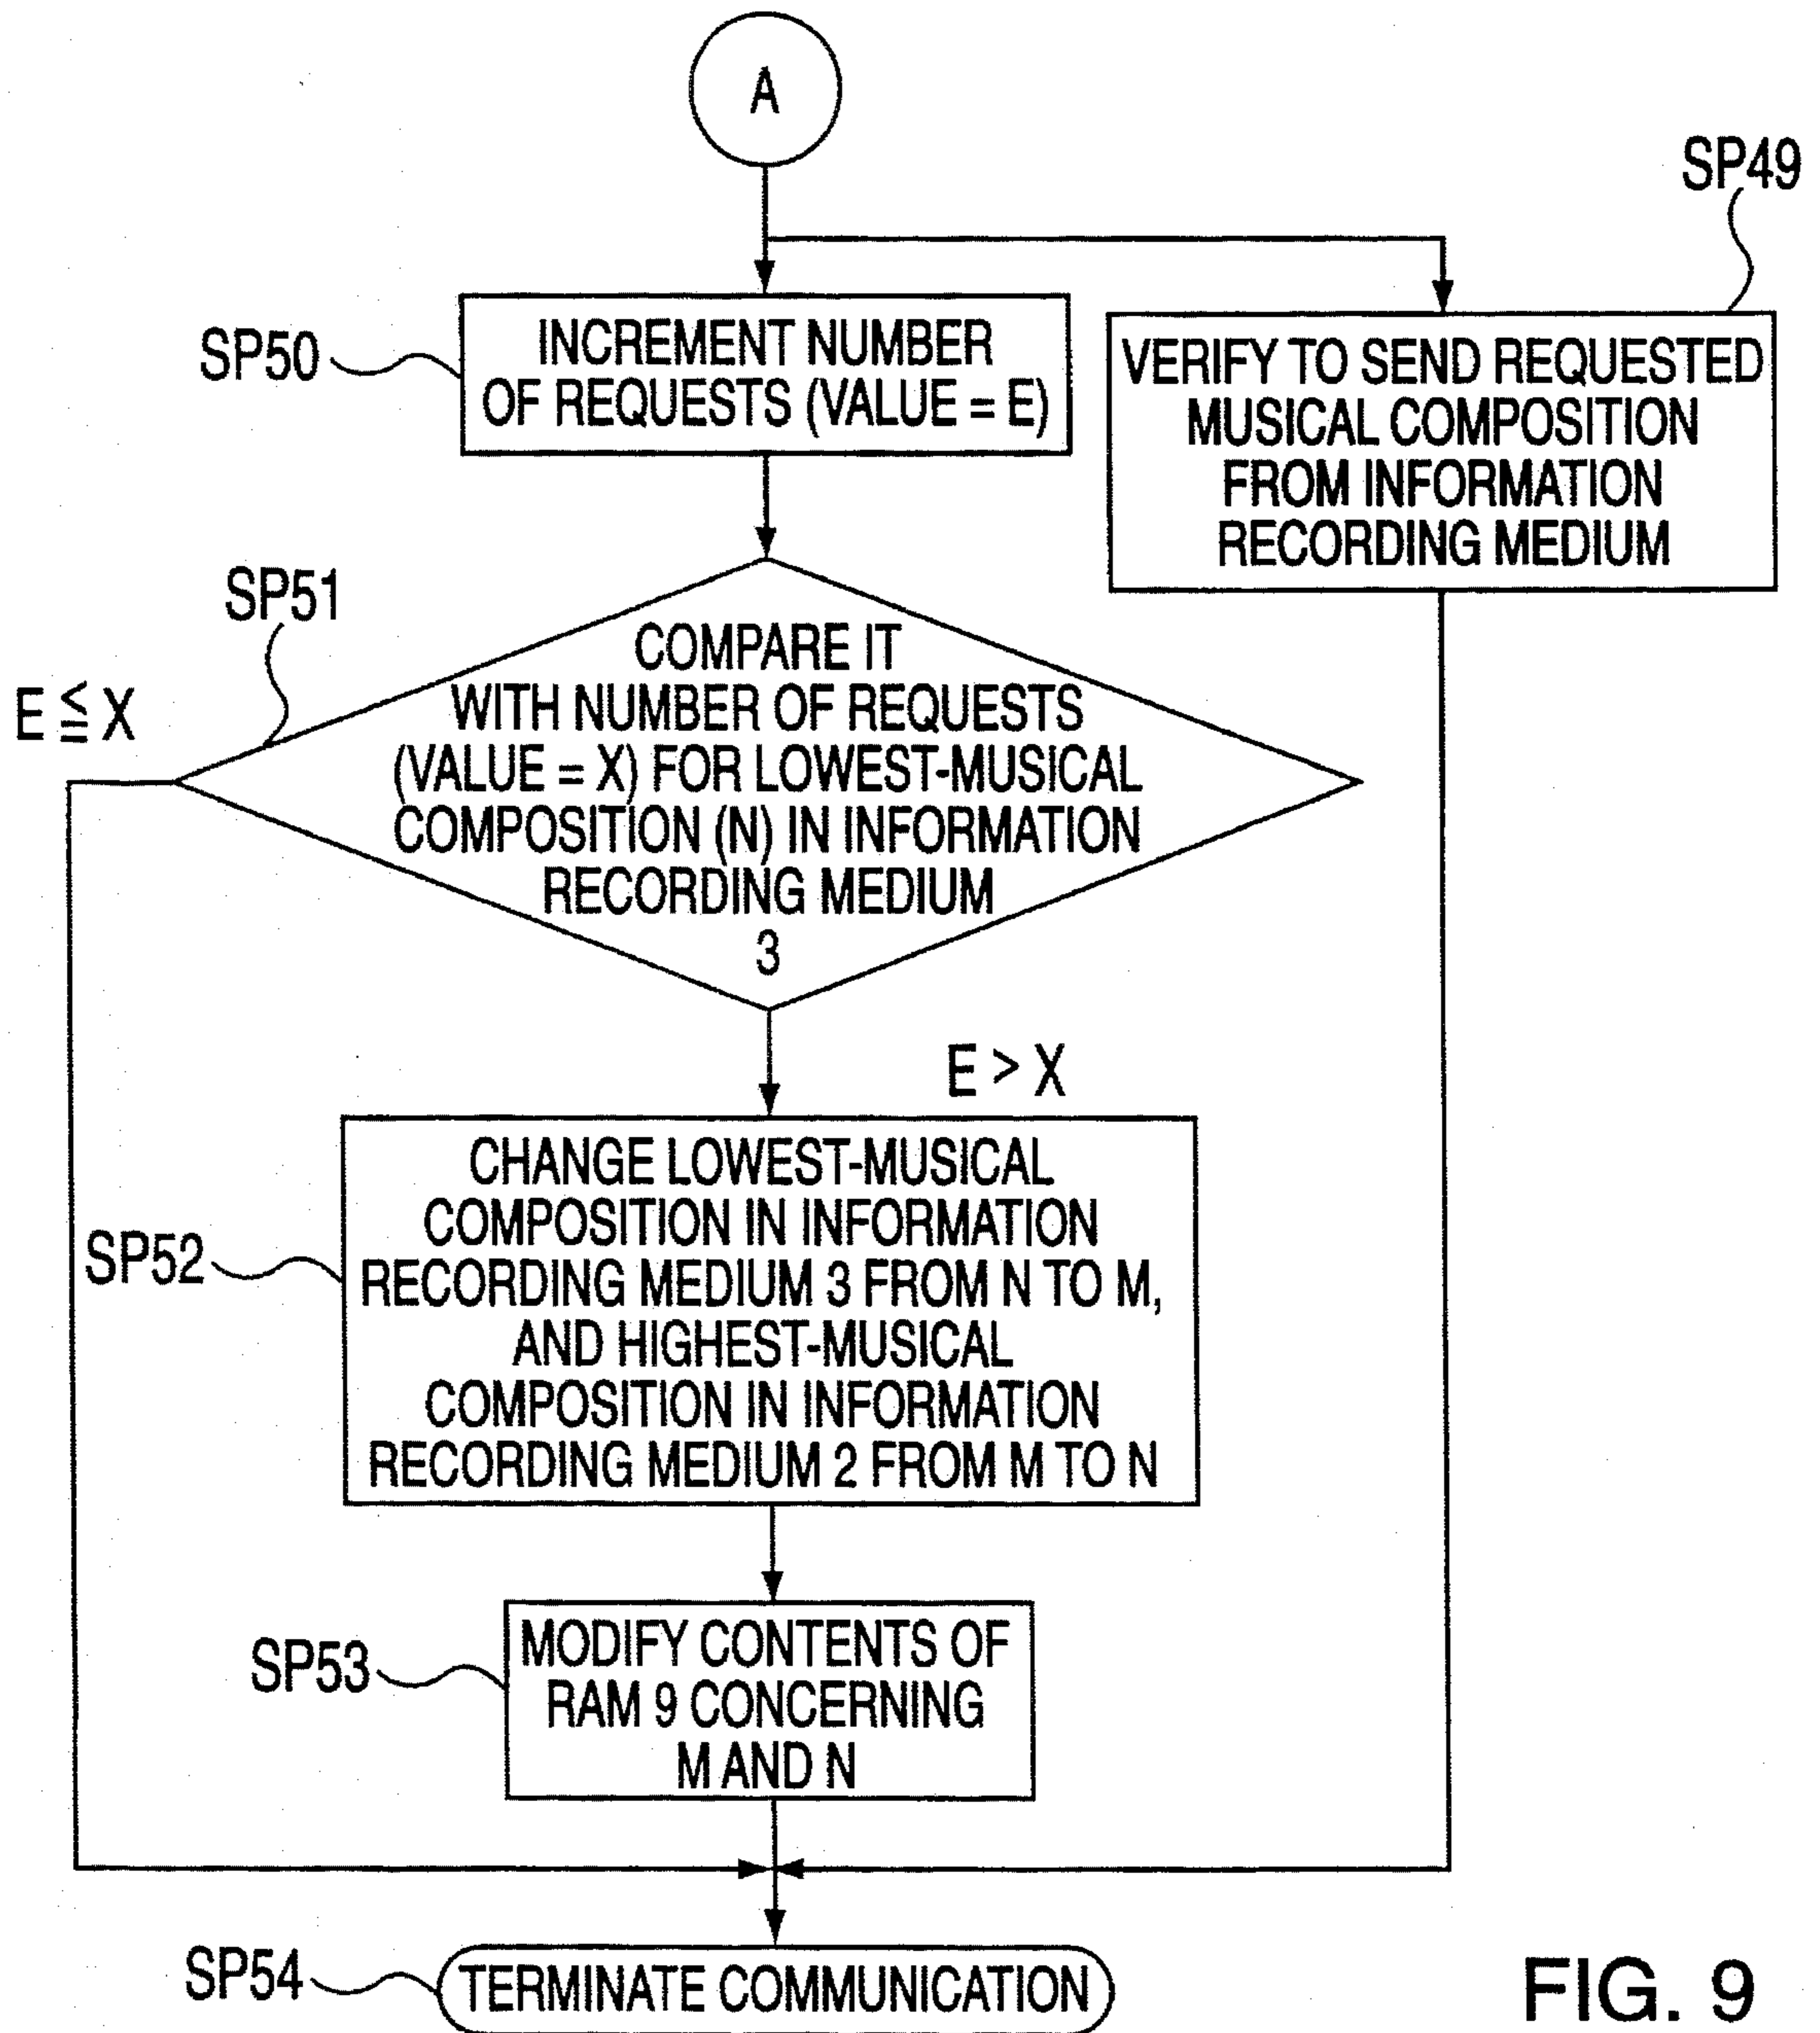 A
SP49
SP50
INCREMENT NUMBER
OF REQUESTS (VALUE = E)
VERIFY TO SEND REQUESTED
MUSICAL COMPOSITION
FROM INFORMATION
RECORDING MEDIUM
SP51
E ≦ X
COMPARE IT
WITH NUMBER OF REQUESTS
(VALUE = X) FOR LOWEST-MUSICAL
COMPOSITION (N) IN INFORMATION
RECORDING MEDIUM
3
E > X
SP52
CHANGE LOWEST-MUSICAL
COMPOSITION IN INFORMATION
RECORDING MEDIUM 3 FROM N TO M,
AND HIGHEST-MUSICAL
COMPOSITION IN INFORMATION
RECORDING MEDIUM 2 FROM M TO N
SP53
MODIFY CONTENTS OF
RAM 9 CONCERNING
M AND N
SP54
TERMINATE COMMUNICATION
FIG. 9